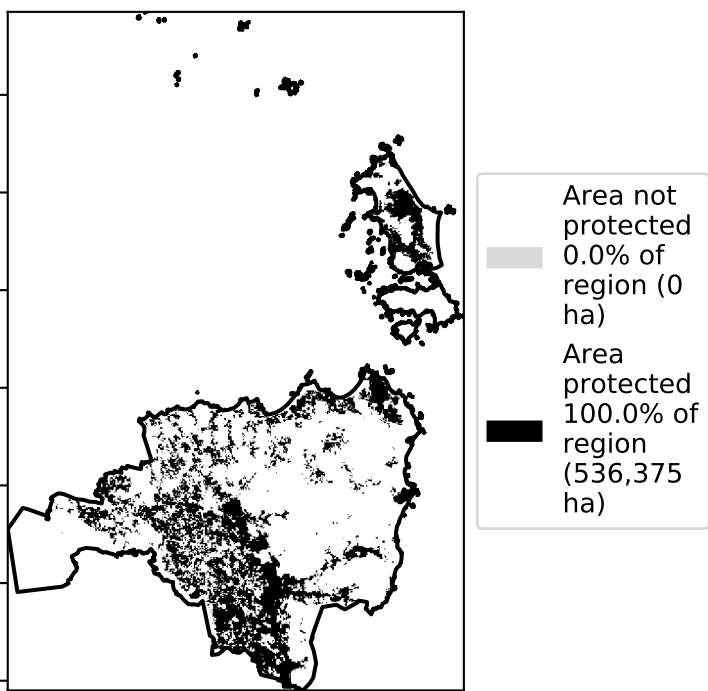 Area not
protected
0.0% of
region (0
ha)
Area
protected
100.0% of
region
(536,375
ha)